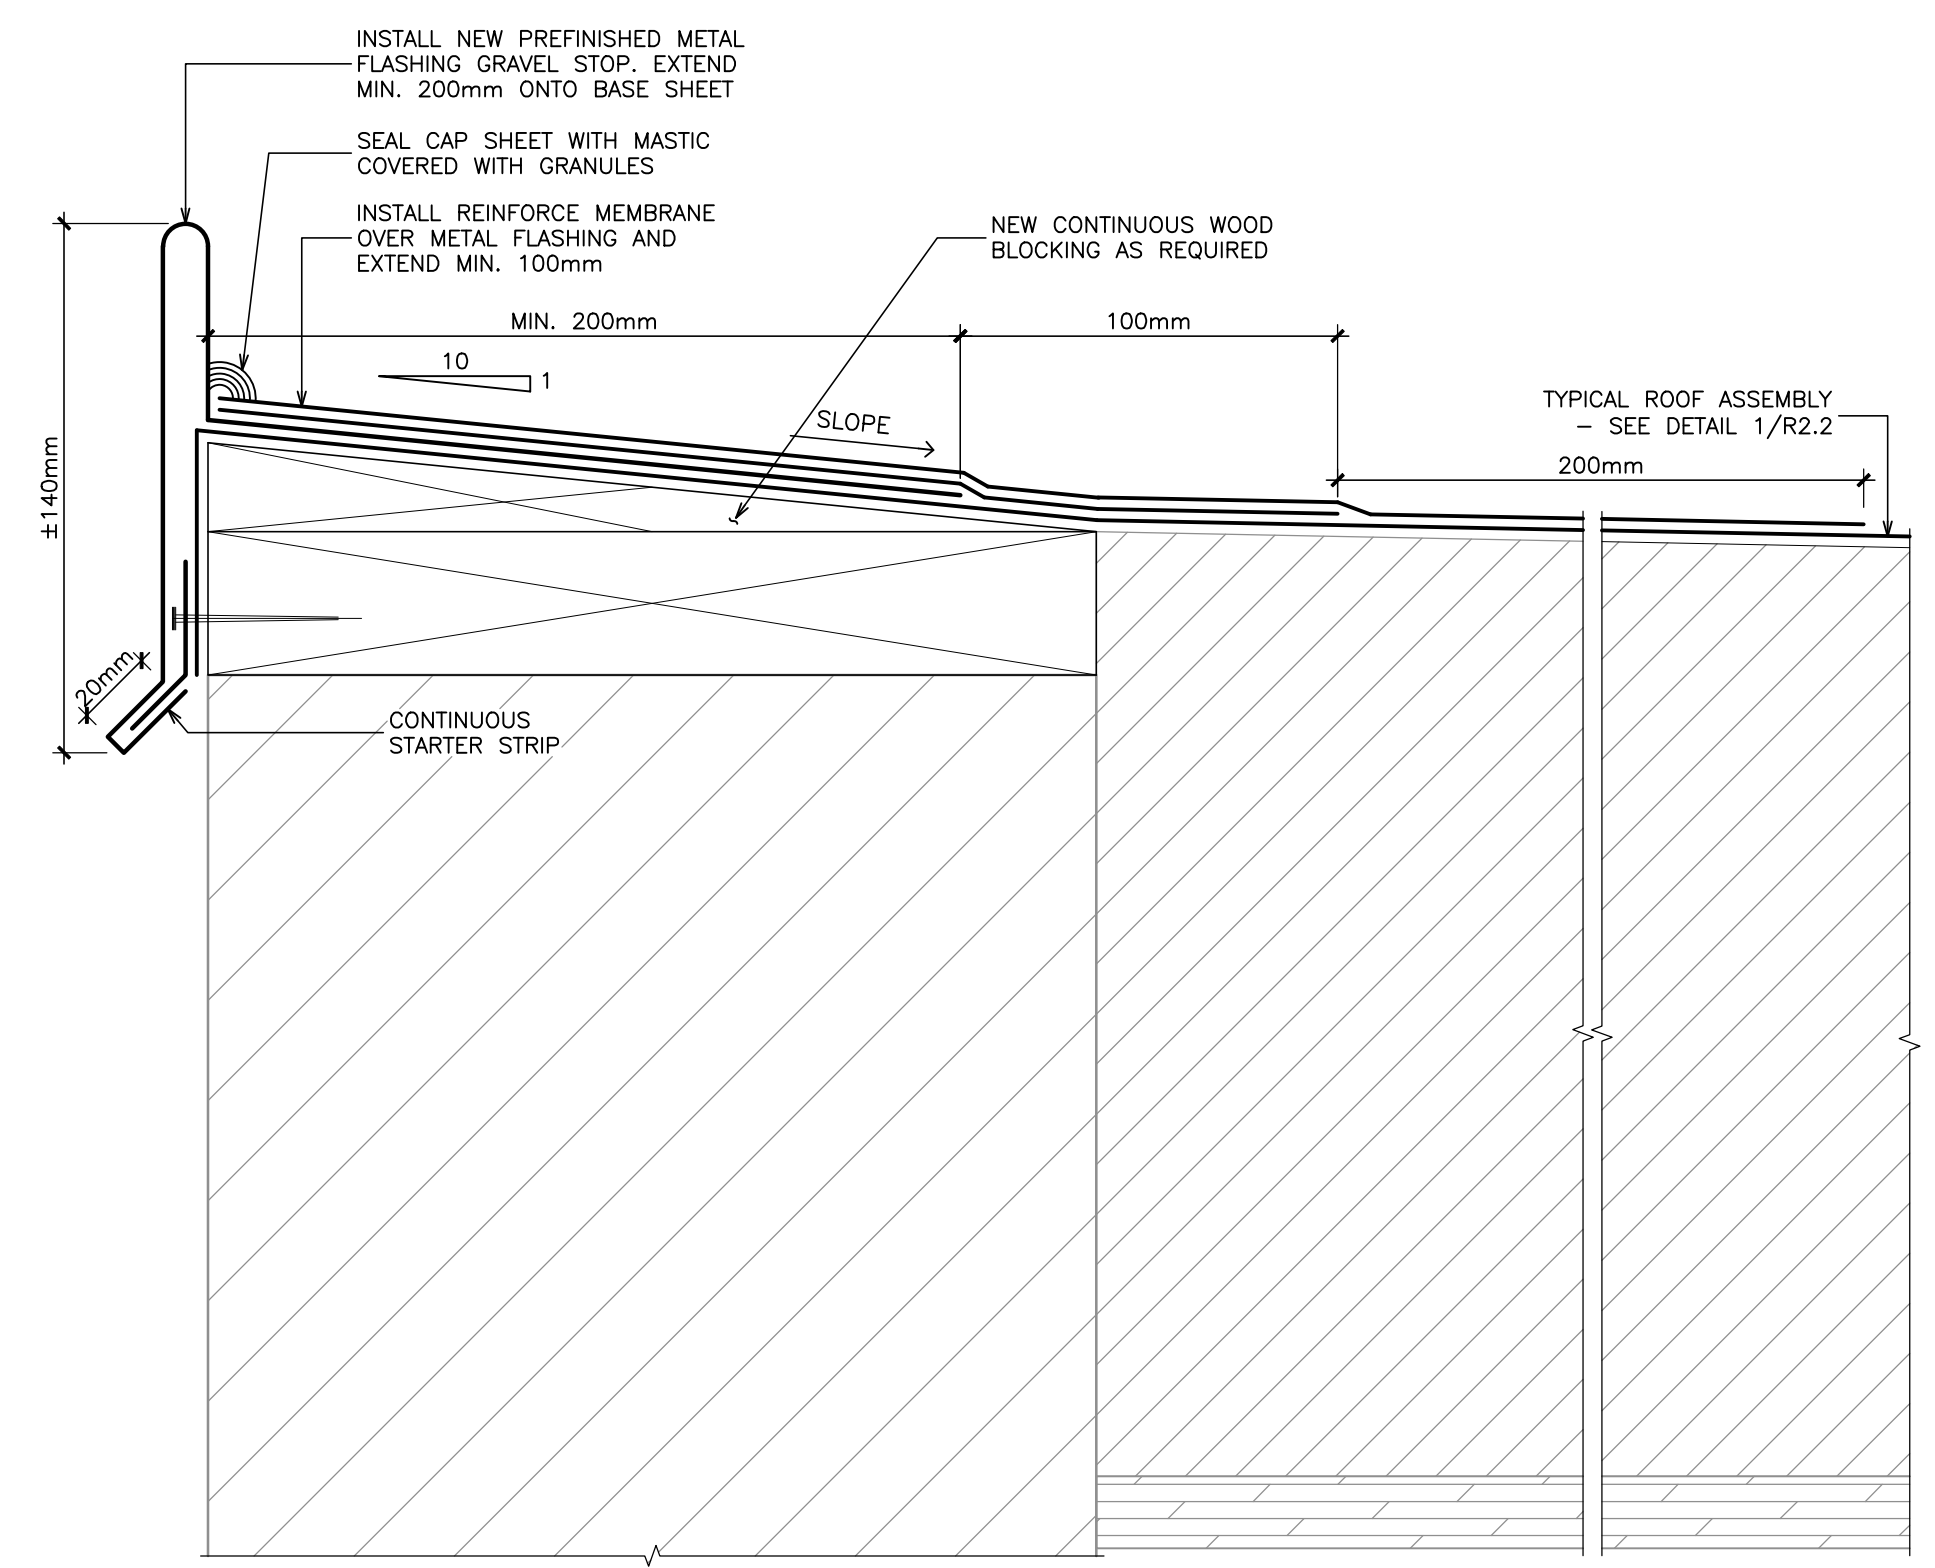 INSTALL NEW PREFINISHED METAL
FLASHING GRAVEL STOP. EXTEND
MIN. 200mm ONTO BASE SHEET
SEAL CAP SHEET WITH MASTIC
COVERED WITH GRANULES
INSTALL REINFORCE MEMBRANE
OVER METAL FLASHING AND
EXTEND MIN. 100mm
NEW CONTINUOUS WOOD
BLOCKING AS REQUIRED
MIN. 200mm
100mm
10
1
SLOPE
TYPICAL ROOF ASSEMBLY
– SEE DETAIL 1/R2.2
200mm
±140mm
20mm
CONTINUOUS
STARTER STRIP